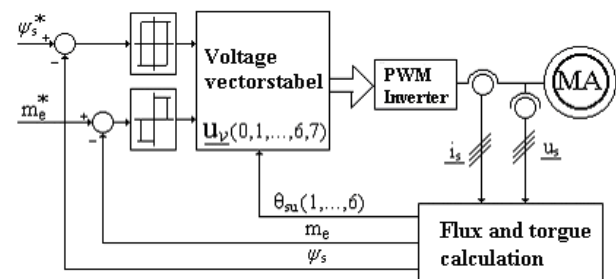 ψs*
+
-
me*
+
-
Voltage
vectorstabel
uν(0,1,...,6,7)
PWM
Inverter
MA
is
us
θsu(1,...,6)
me
ψs
Flux and torgue
calculation